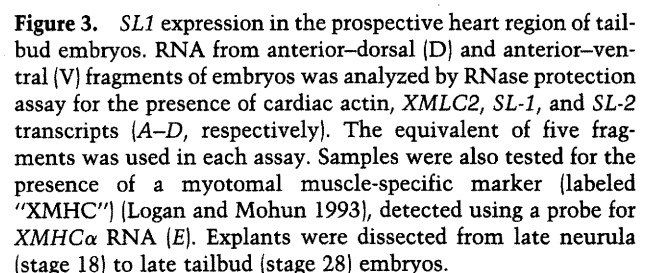 Figure 3. SL1 expression in the prospective heart region of tail-
bud embryos. RNA from anterior–dorsal (D) and anterior–ven-
tral (V) fragments of embryos was analyzed by RNase protection
assay for the presence of cardiac actin, XMLC2, SL-1, and SL-2
transcripts (A–D, respectively). The equivalent of five frag-
ments was used in each assay. Samples were also tested for the
presence of a myotomal muscle-specific marker (labeled
"XMHC") (Logan and Mohun 1993), detected using a probe for
XMHCα RNA (E). Explants were dissected from late neurula
(stage 18) to late tailbud (stage 28) embryos.